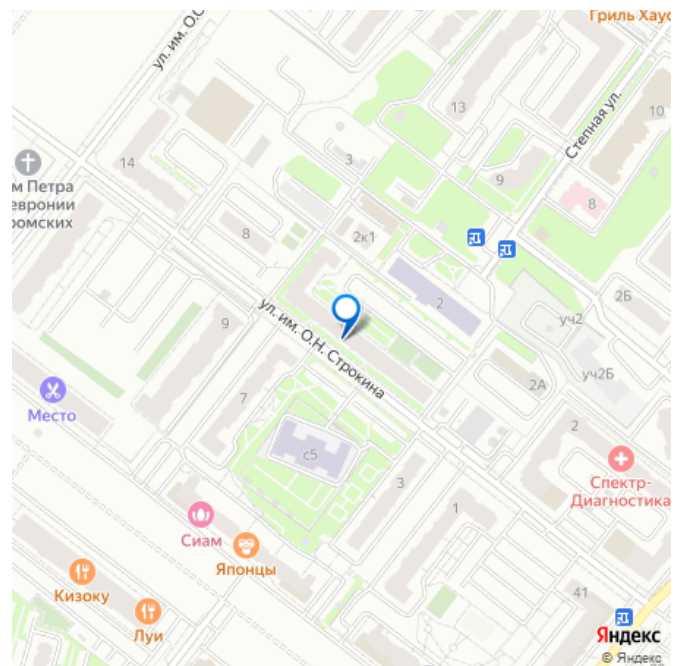 Гриль Хаус
ул. им. О.С
13
10
Степная ул.
14
3
9
м Петра
евронии
ромских
8
8
2к1
2
2Б
уч2
ул. им. О.Н. Строкина
9
уч2Б
2А
7
Место
2
с5
3
Спектр-
Диагностика
1
Сиам
Японцы
41
Кизоку
Луи
Яндекс
© Яндекс